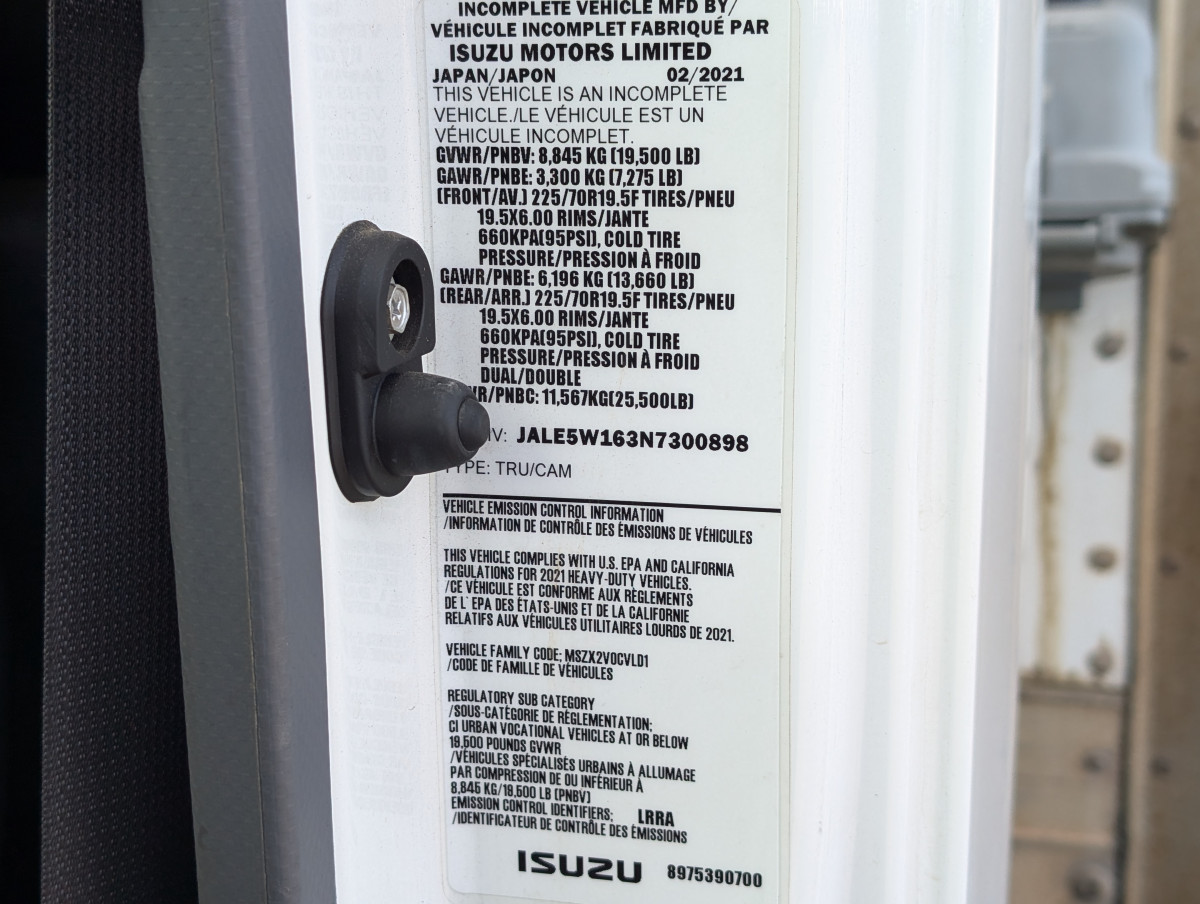 INCOMPLETE VEHICLE MFD BY/
VÉHICULE INCOMPLET FABRIQUÉ PAR
ISUZU MOTORS LIMITED
JAPAN/JAPON 02/2021
THIS VEHICLE IS AN INCOMPLETE
VEHICLE./LE VÉHICULE EST UN
VÉHICULE INCOMPLET.
GVWR/PNBV: 8,845 KG (19,500 LB)
GAWR/PNBE: 3,300 KG (7,275 LB)
(FRONT/AV.) 225/70R19.5F TIRES/PNEU
19.5X6.00 RIMS/JANTE
660KPA(95PSI), COLD TIRE
PRESSURE/PRESSION À FROID
GAWR/PNBE: 6,196 KG (13,660 LB)
(REAR/ARR.) 225/70R19.5F TIRES/PNEU
19.5X6.00 RIMS/JANTE
660KPA(95PSI), COLD TIRE
PRESSURE/PRESSION À FROID
DUAL/DOUBLE
/PNBC: 11,567KG(25,500LB)
JALE5W163N7300898
TYPE: TRU/CAM
VEHICLE EMISSION CONTROL INFORMATION
/INFORMATION DE CONTRÔLE DES ÉMISSIONS DE VÉHICULES
THIS VEHICLE COMPLIES WITH U.S. EPA AND CALIFORNIA
REGULATIONS FOR 2021 HEAVY-DUTY VEHICLES.
/CE VÉHICULE EST CONFORME AUX RÈGLEMENTS
DE L' EPA DES ÉTATS-UNIS ET DE LA CALIFORNIE
RELATIFS AUX VÉHICULES UTILITAIRES LOURDS DE 2021.
VEHICLE FAMILY CODE; MSZX2VOCVLD1
/CODE DE FAMILLE DE VÉHICULES
REGULATORY SUB CATEGORY
/SOUS-CATÉGORIE DE RÉGLEMENTATION;
CI URBAN VOCATIONAL VEHICLES AT OR BELOW
19,500 POUNDS GVWR
/VÉHICULES SPÉCIALISÉS URBAINS À ALLUMAGE
PAR COMPRESSION DE OU INFÉRIEUR À
8,845 KG/19,500 LB (PNBV)
EMISSION CONTROL IDENTIFIERS; LRRA
/IDENTIFICATEUR DE CONTRÔLE DES ÉMISSIONS
ISUZU 8975390700